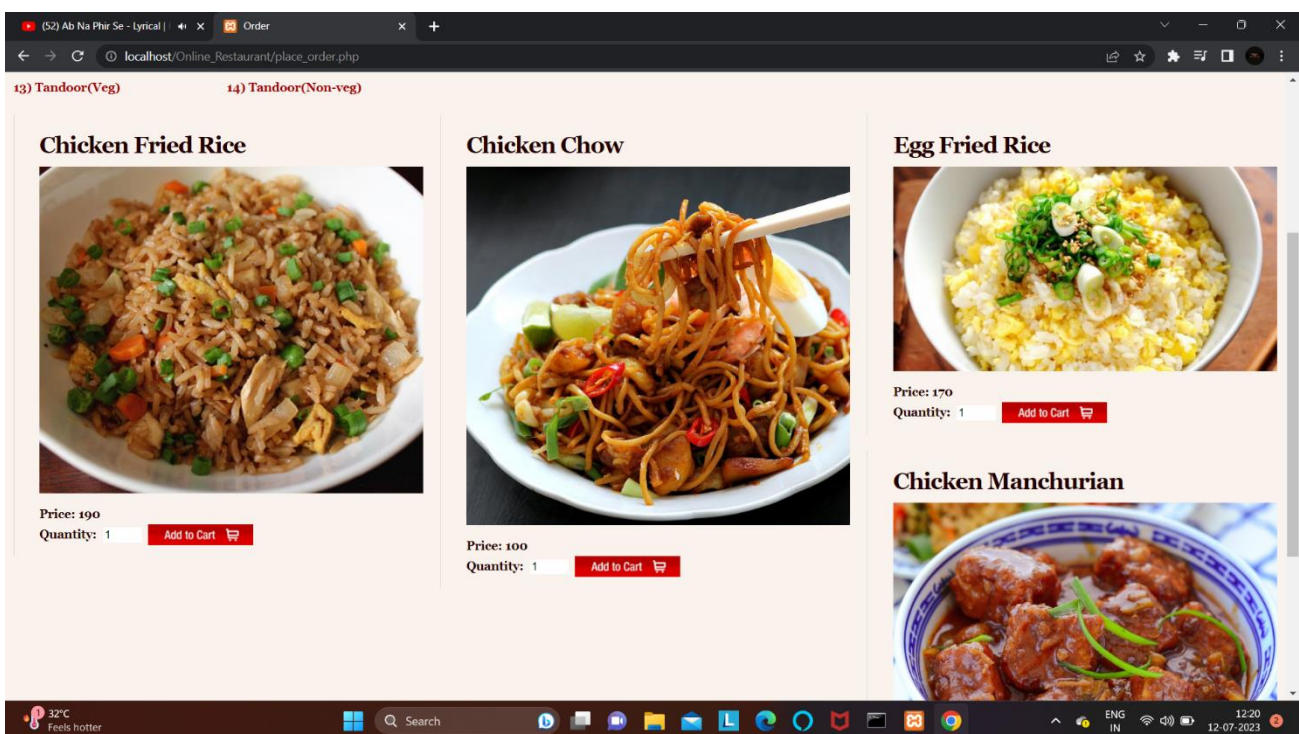 (52) Ab Na Phir Se - Lyrical |
Order
localhost/Online_Restaurant/place_order.php
13) Tandoor(Veg) 14) Tandoor(Non-veg)
Chicken Fried Rice
Price: 190
Quantity: 1 Add to Cart
Chicken Chow
Price: 100
Quantity: 1 Add to Cart
Egg Fried Rice
Price: 170
Quantity: 1 Add to Cart
Chicken Manchurian
1
32°C
Feels hotter
Search
ENG
IN
12:20
12-07-2023
2